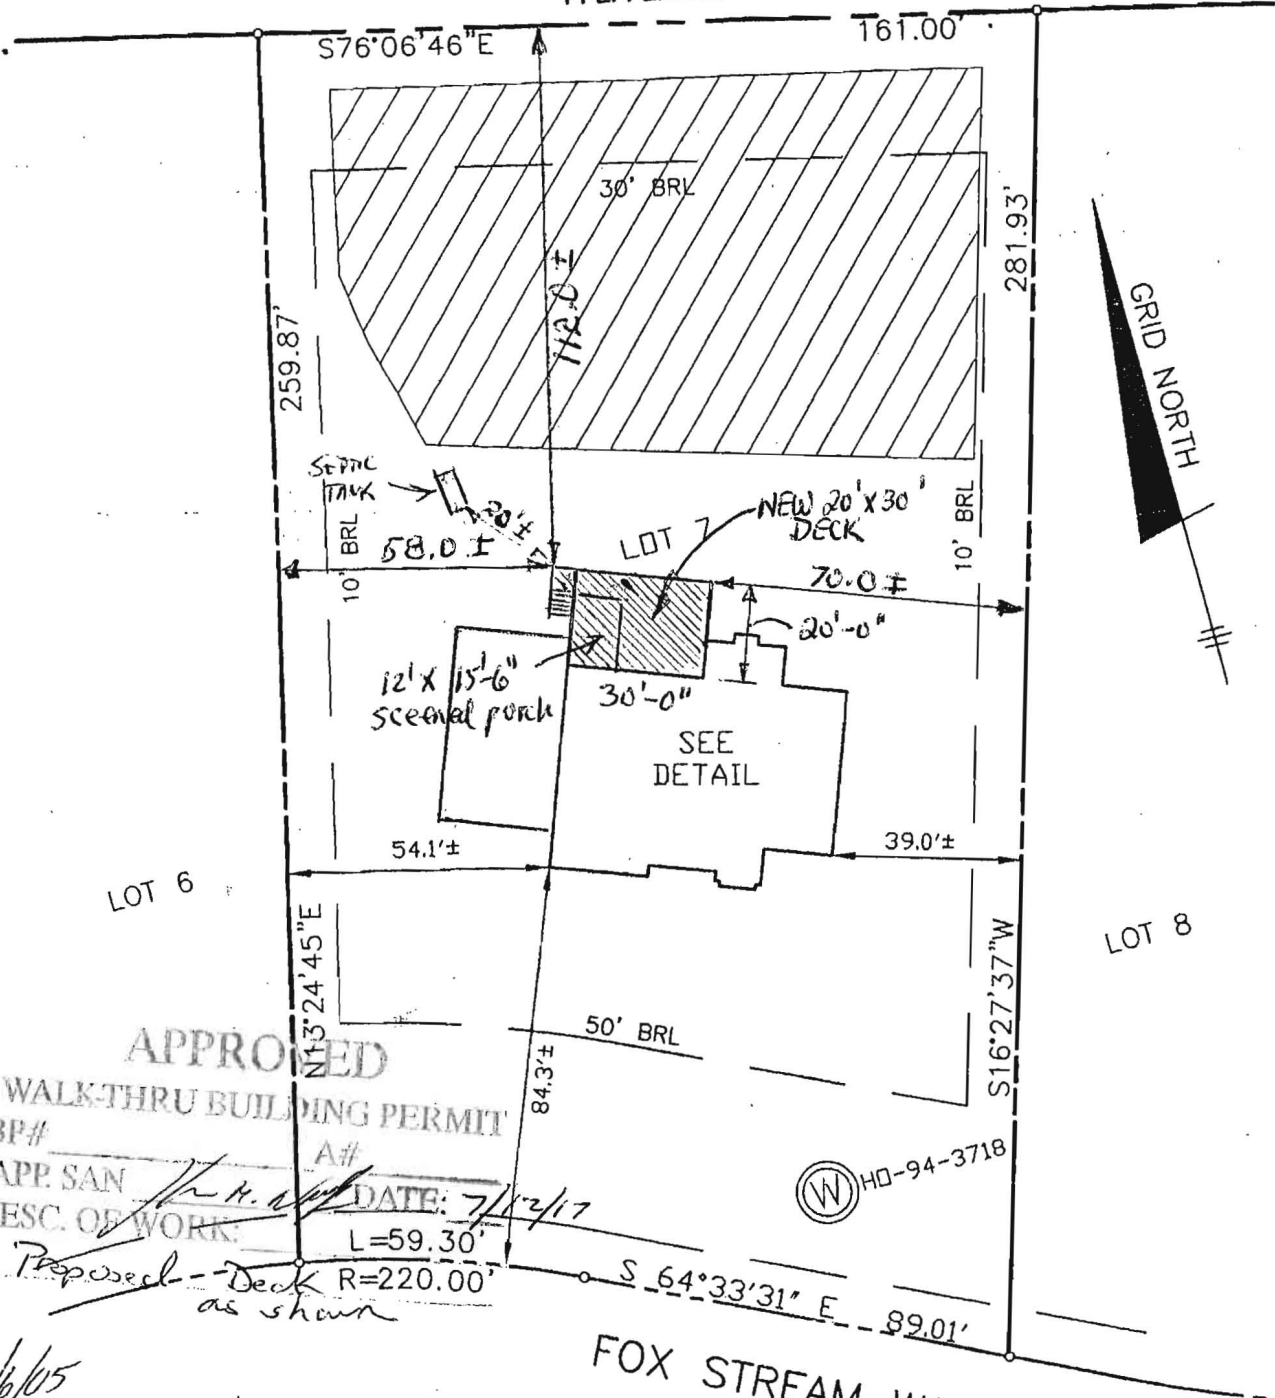 S76°06'46"E
161.00'
30' BRL
112.0 ±
259.87'
281.93'
GRID NORTH
SEPTIC
TANK
20'±
58.0 ±
10' BRL
LOT 7
NEW 20' X 30'
DECK
10' BRL
70.0 ±
20'-0"
12' X 15'-6"
porch
30'-0"
SEE
DETAIL
54.1'±
39.0'±
LOT 6
LOT 8
N13°24'45"E
S16°27'37"W
50' BRL
84.3'±
APPROVED
WALK-THRU BUILDING PERMIT
BP#
A#
APP. SAN
DATE: 7/12/17
DESC. OF WORK:
Proposed Deck
as shown
L=59.30'
R=220.00'
W HO-94-3718
S 64°33'31" E
89.01'
FOX STREAM